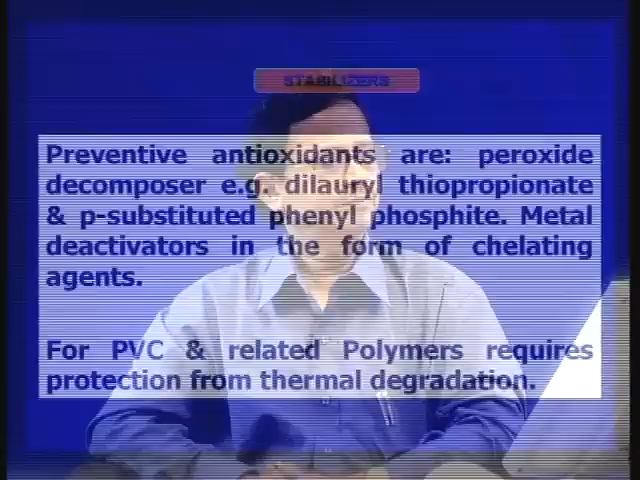 STABILIZERS
Preventive antioxidants are: peroxide
decomposer e.g. dilauryl thiopropionate
& p-substituted phenyl phosphite. Metal
deactivators in the form of chelating
agents.
For PVC & related Polymers requires
protection from thermal degradation.